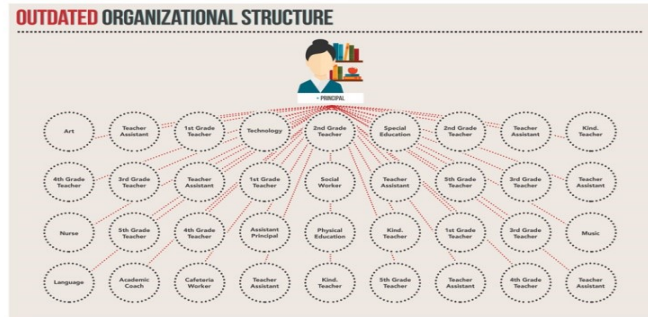 OUTDATED ORGANIZATIONAL STRUCTURE
- PRINCIPAL
Art
Teacher
Assistant
1st Grade
Teacher
Technology
2nd Grade
Teacher
Special
Education
2nd Grade
Teacher
Teacher
Assistant
Kind.
Teacher
4th Grade
Teacher
3rd Grade
Teacher
Teacher
Assistant
1st Grade
Teacher
Social
Worker
Teacher
Assistant
5th Grade
Teacher
3rd Grade
Teacher
Teacher
Assistant
Nurse
5th Grade
Teacher
4th Grade
Teacher
Assistant
Principal
Physical
Education
Kind.
Teacher
1st Grade
Teacher
3rd Grade
Teacher
Music
Language
Academic
Coach
Cafeteria
Worker
Teacher
Assistant
Kind.
Teacher
5th Grade
Teacher
Teacher
Assistant
4th Grade
Teacher
Teacher
Assistant